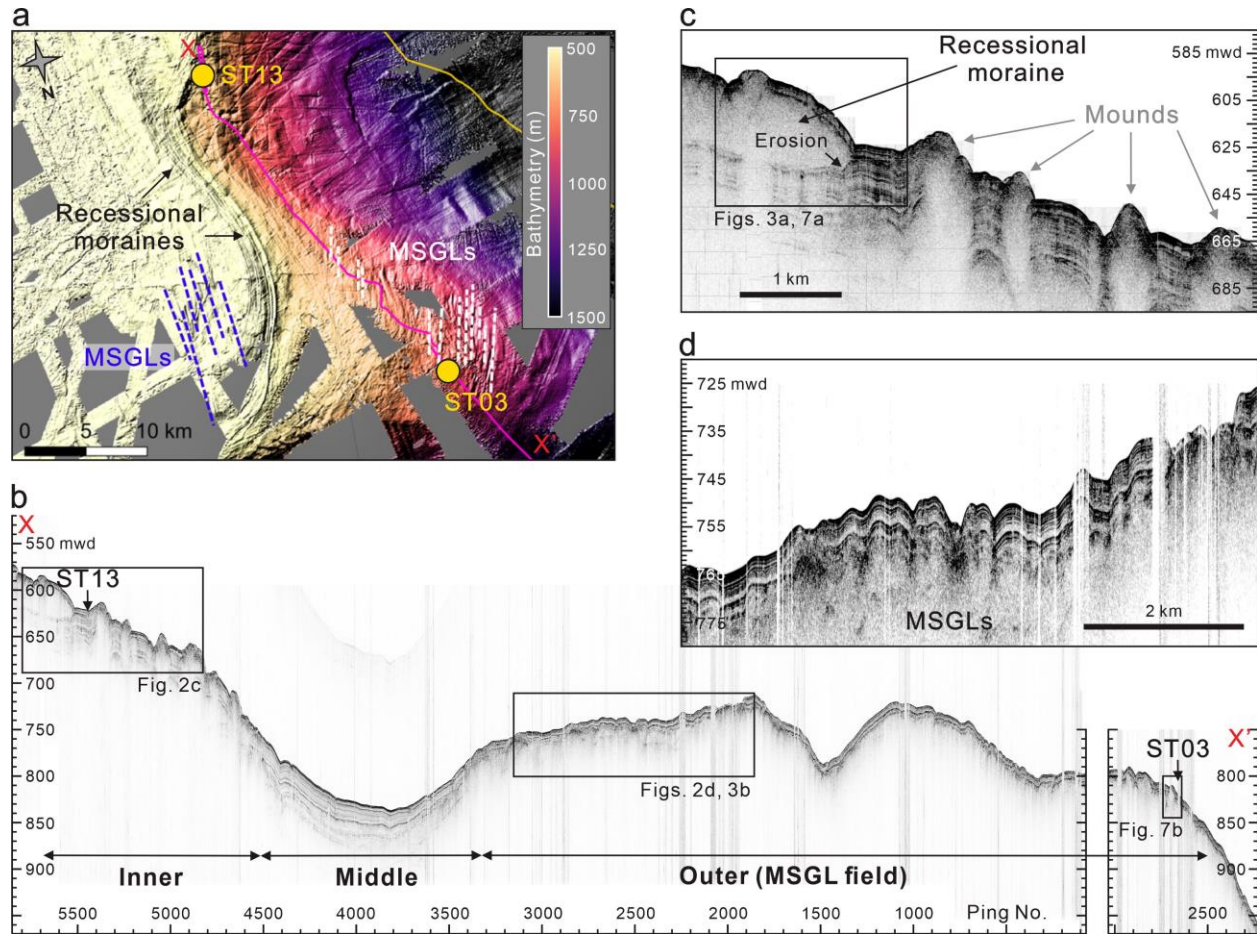 a
X
ST13
N
Recessional
moraines
MSGLs
MSGLs
ST03
X'
0 5 10 km
Bathymetry (m)
500
750
1000
1250
1500
c
Recessional
moraine
585 mwd
605
Mounds
Erosion
625
645
Figs. 3a, 7a
665
1 km
685
d
725 mwd
735
745
755
775
MSGLs
2 km
b
X
550 mwd
ST13
600
650
Fig. 2c
700
750
800
850
900
Figs. 2d, 3b
X'
ST03
800
850
Fig. 7b
900
Inner
Middle
Outer (MSGL field)
5500 5000 4500 4000 3500 3000 2500 2000 1500 1000 Ping No. 2500